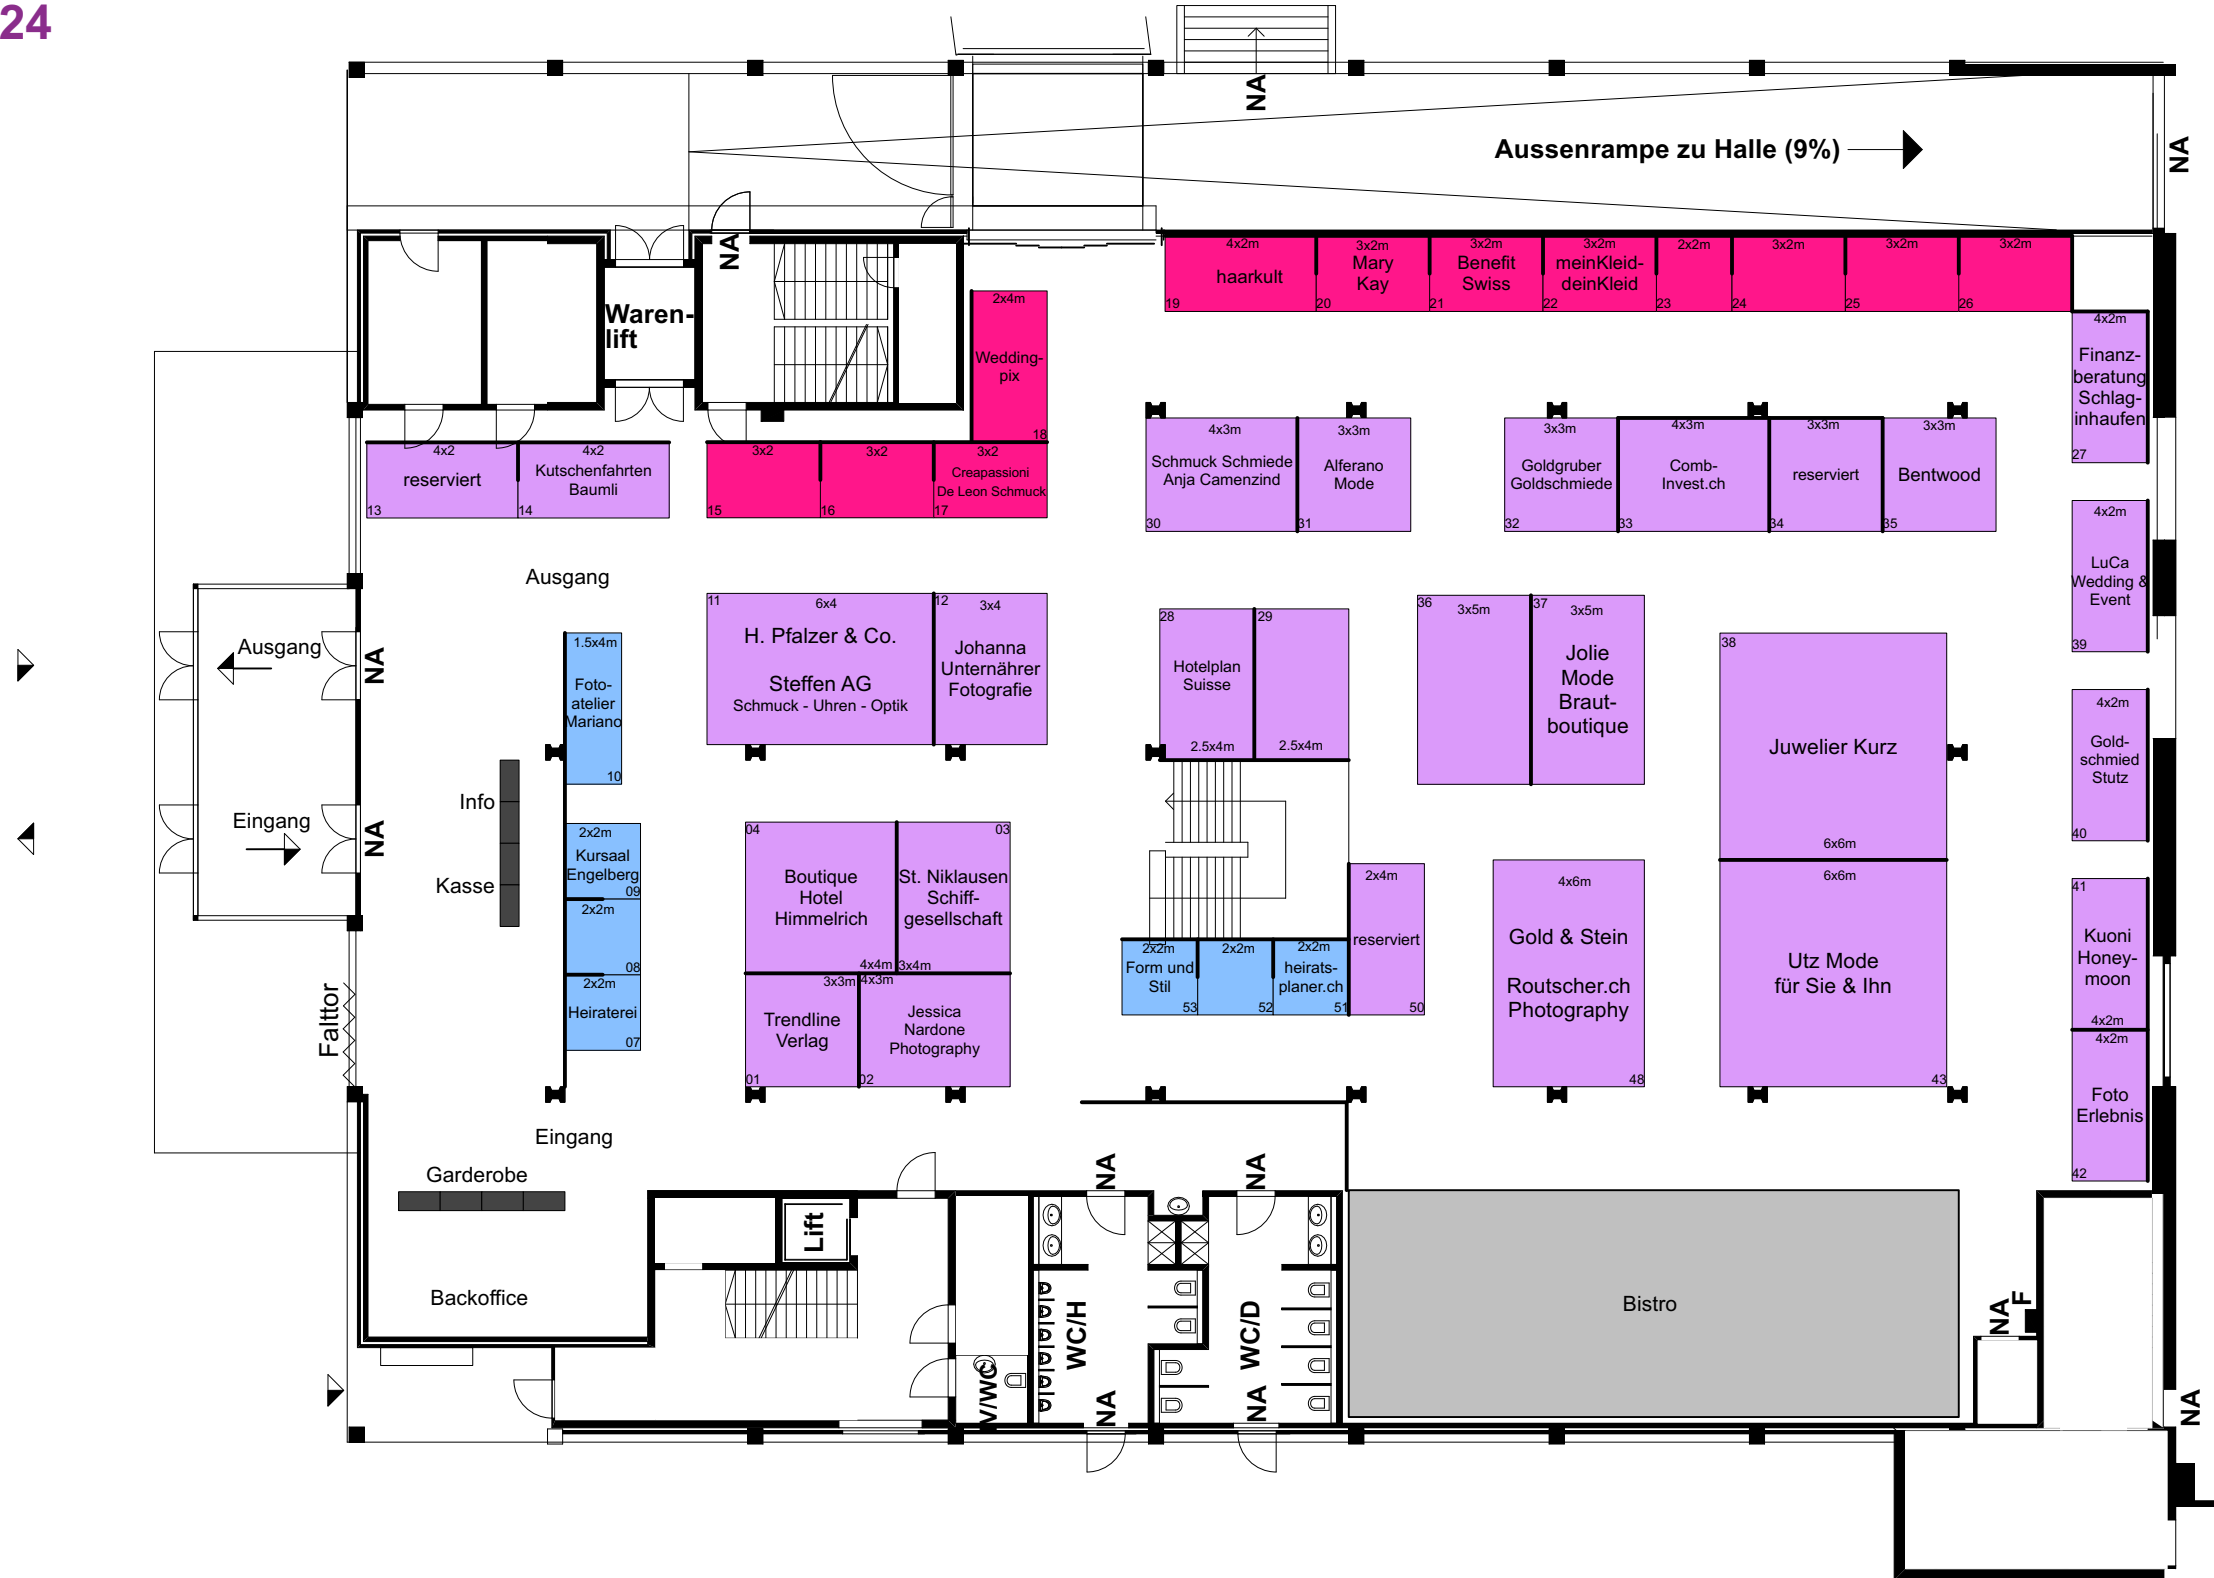 24
NA
Aussenrampe zu Halle (9%)
NA
NA
Waren-
lift
4x2m
haarkult
19
3x2m
Mary
Kay
20
3x2m
Benefit
Swiss
21
3x2m
meinKleid-
deinKleid
22
2x2m
23
3x2m
24
3x2m
25
3x2m
26
2x4m
Wedding-
pix
18
4x2m
Finanz-
beratung
Schlag-
inhaufen
27
4x2
reserviert
13
4x2
Kutschenfahrten
Baumli
14
3x2
15
3x2
16
3x2
Creapassioni
De Leon Schmuck
17
4x3m
Schmuck Schmiede
Anja Camenzind
30
3x3m
Alferano
Mode
31
3x3m
Goldgruber
Goldschmiede
32
4x3m
Comb-
Invest.ch
33
3x3m
reserviert
34
3x3m
Bentwood
35
4x2m
LuCa
Wedding &
Event
39
Ausgang
Ausgang
NA
1.5x4m
Foto-
atelier
Mariano
10
11
6x4
H. Pfalzer & Co.
Steffen AG
Schmuck - Uhren - Optik
12
3x4
Johanna
Unternährer
Fotografie
28
Hotelplan
Suisse
2.5x4m
29
2.5x4m
36
3x5m
37
3x5m
Jolie
Mode
Braut-
boutique
38
Juwelier Kurz
6x6m
4x2m
Gold-
schmied
Stutz
40
Info
Eingang
NA
Kasse
2x2m
Kursaal
Engelberg
09
2x2m
08
2x2m
Heiraterei
07
04
Boutique
Hotel
Himmelrich
4x4m
03
St. Niklausen
Schiff-
gesellschaft
3x4m
3x3m
Trendline
Verlag
01
4x3m
Jessica
Nardone
Photography
02
2x2m
Form und
Stil
53
2x2m
52
2x2m
heirats-
planer.ch
51
2x4m
reserviert
50
4x6m
Gold & Stein
Routscher.ch
Photography
48
6x6m
Utz Mode
für Sie & Ihn
43
41
Kuoni
Honey-
moon
4x2m
4x2m
Foto
Erlebnis
42
Falttor
Eingang
Garderobe
Backoffice
Lift
NA
NA
V/WC
WC/H
WC/D
NA
NA
Bistro
NA
F
NA